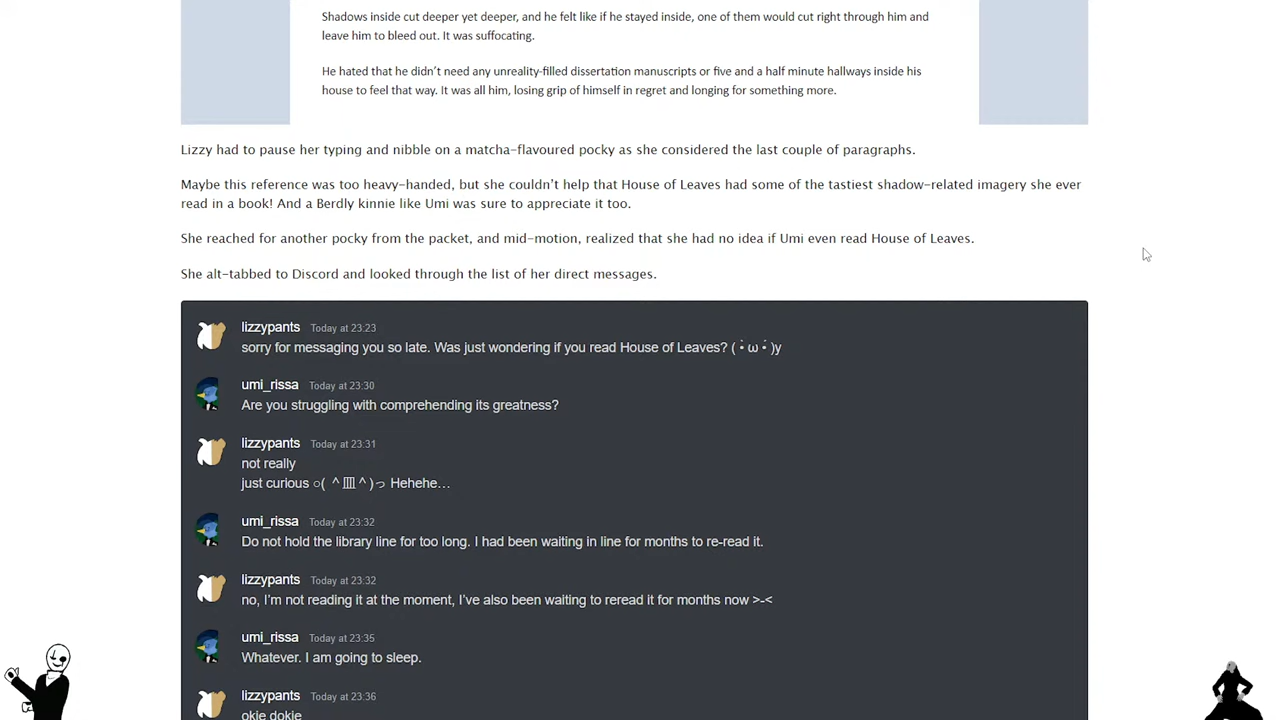 Shadows inside cut deeper yet deeper, and he felt like if he stayed inside, one of them would cut right through him and
leave him to bleed out. It was suffocating.
He hated that he didn't need any unreality-filled dissertation manuscripts or five and a half minute hallways inside his
house to feel that way. It was all him, losing grip of himself in regret and longing for something more.
Lizzy had to pause her typing and nibble on a matcha-flavoured pocky as she considered the last couple of paragraphs.
Maybe this reference was too heavy-handed, but she couldn't help that House of Leaves had some of the tastiest shadow-related imagery she ever
read in a book! And a Berdly kinnie like Umi was sure to appreciate it too.
She reached for another pocky from the packet, and mid-motion, realized that she had no idea if Umi even read House of Leaves.
She alt-tabbed to Discord and looked through the list of her direct messages.
lizzypants Today at 23:23
sorry for messaging you so late. Was just wondering if you read House of Leaves? ( •̀ ω •́ )y
umi_rissa Today at 23:30
Are you struggling with comprehending its greatness?
lizzypants Today at 23:31
not really
just curious ○( ＾皿＾)っ Hehehe…
umi_rissa Today at 23:32
Do not hold the library line for too long. I had been waiting in line for months to re-read it.
lizzypants Today at 23:32
no, I'm not reading it at the moment, I've also been waiting to reread it for months now >-<
umi_rissa Today at 23:35
Whatever. I am going to sleep.
lizzypants Today at 23:36
okie dokie